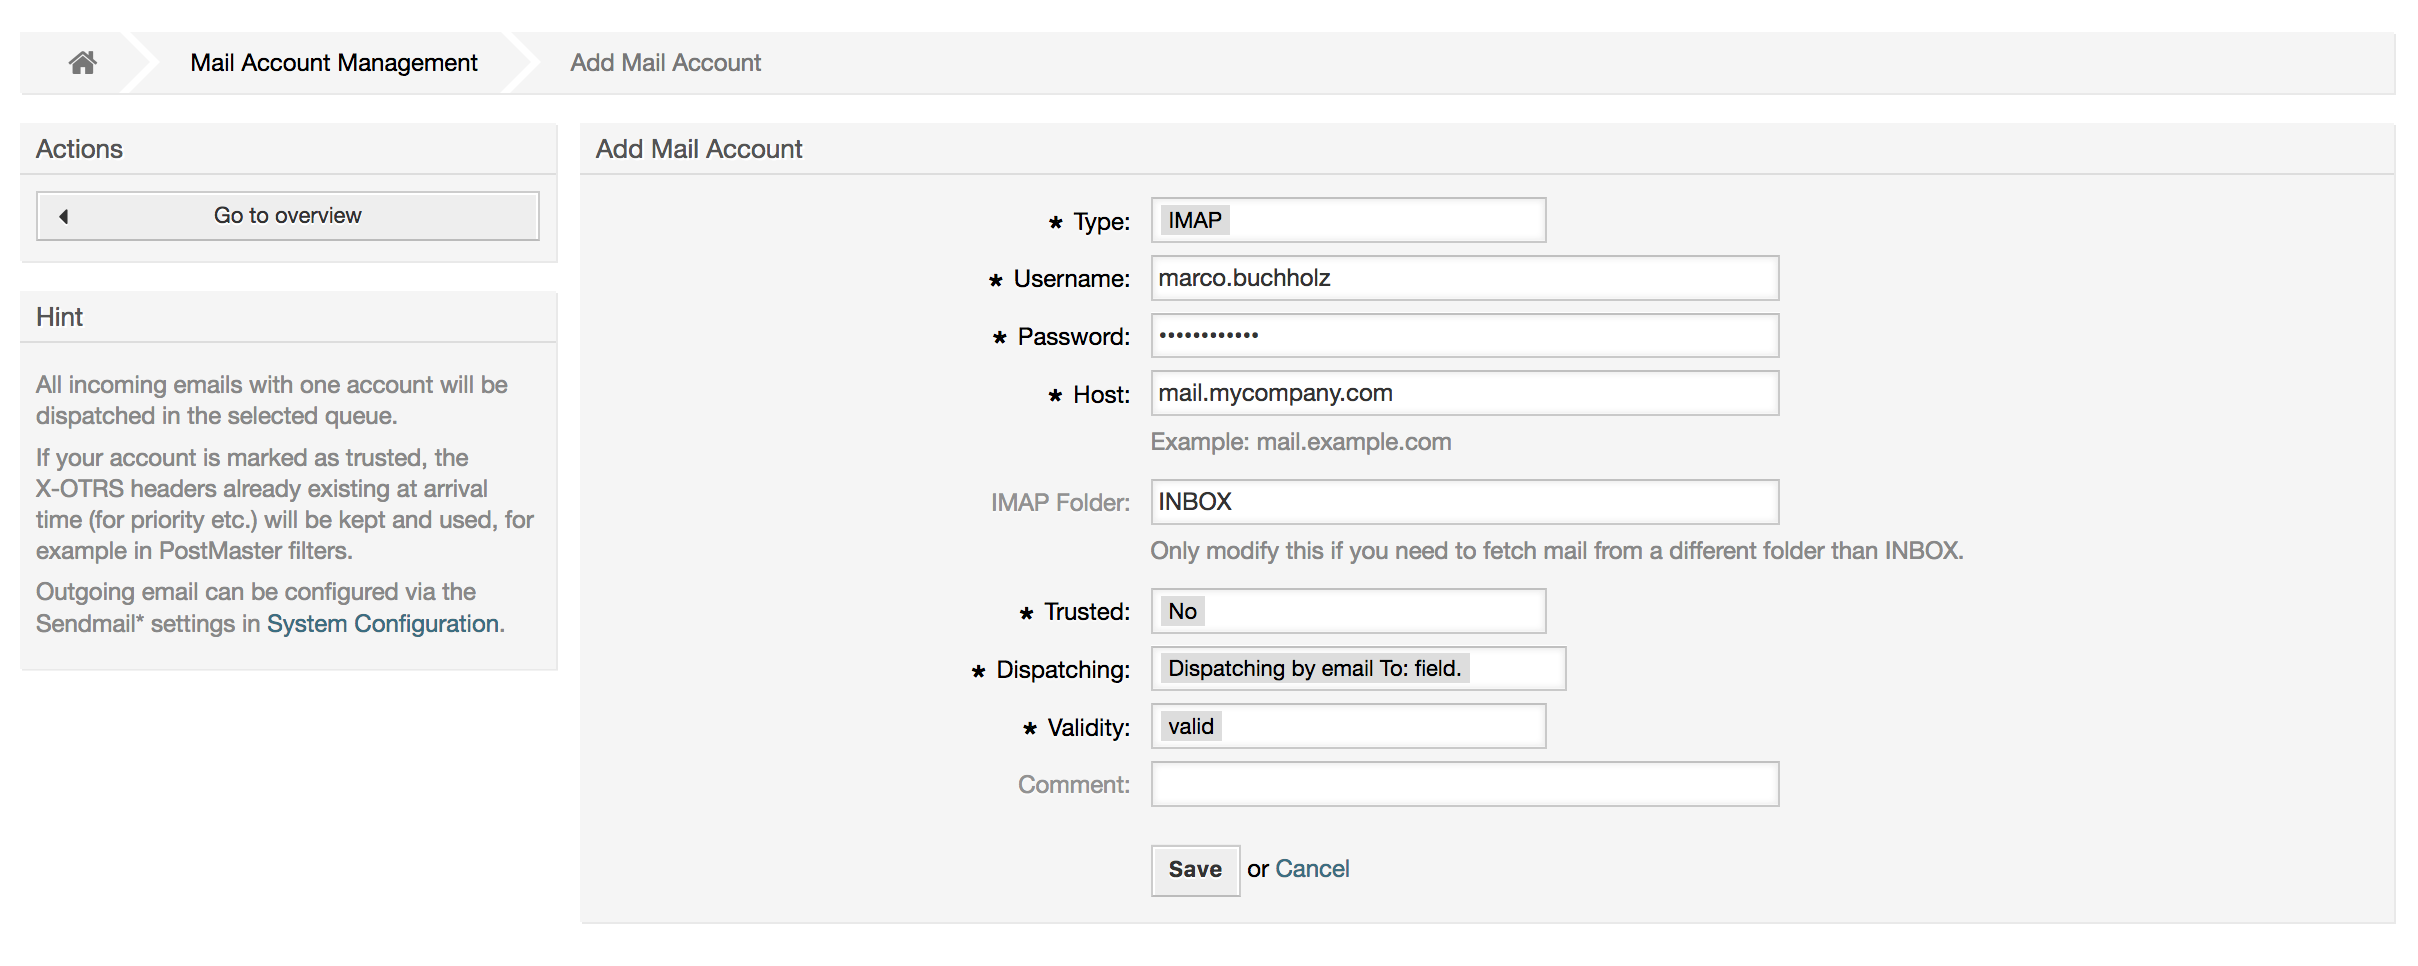 Mail Account Management
Add Mail Account
Actions
Go to overview
Hint
All incoming emails with one account will be
dispatched in the selected queue.
If your account is marked as trusted, the
X-OTRS headers already existing at arrival
time (for priority etc.) will be kept and used, for
example in PostMaster filters.
Outgoing email can be configured via the
Sendmail* settings in System Configuration.
Add Mail Account
* Type: IMAP
* Username: marco.buchholz
* Password: ••••••••••••
* Host: mail.mycompany.com
Example: mail.example.com
IMAP Folder: INBOX
Only modify this if you need to fetch mail from a different folder than INBOX.
* Trusted: No
* Dispatching: Dispatching by email To: field.
* Validity: valid
Comment:
Save or Cancel